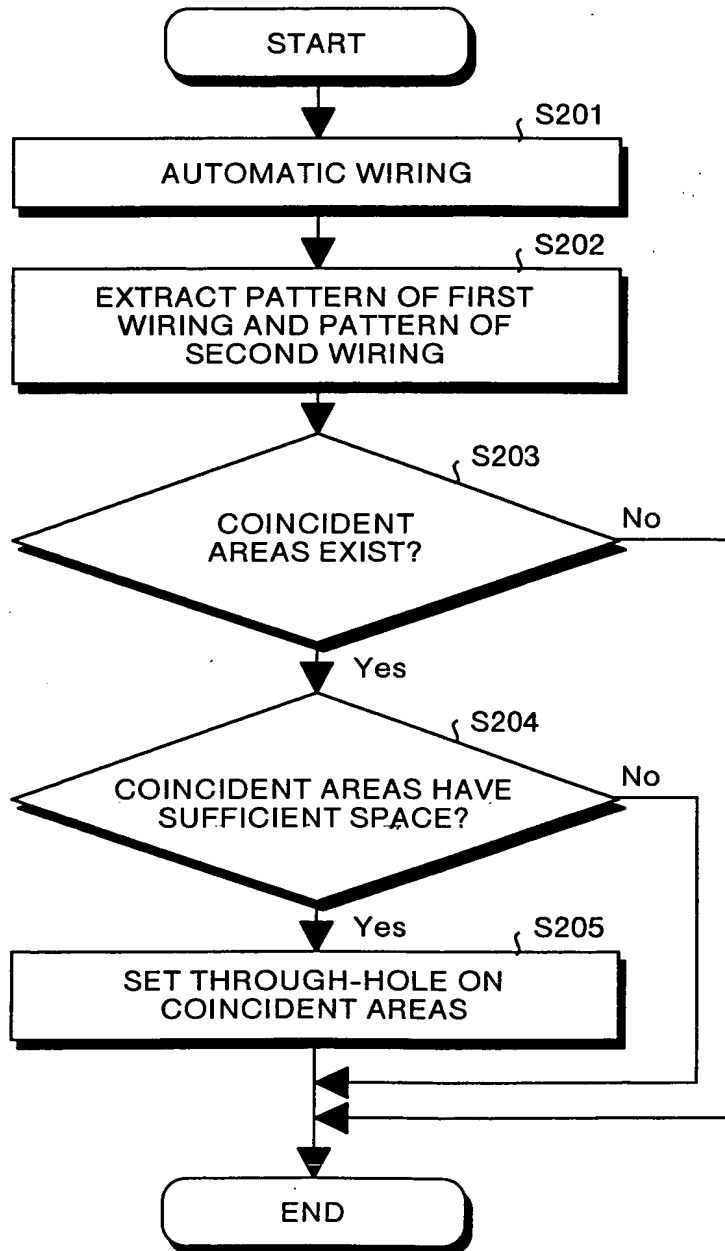 START
S201
AUTOMATIC WIRING
S202
EXTRACT PATTERN OF FIRST
WIRING AND PATTERN OF
SECOND WIRING
S203
COINCIDENT
AREAS EXIST?
No
Yes
S204
COINCIDENT AREAS HAVE
SUFFICIENT SPACE?
No
Yes
S205
SET THROUGH-HOLE ON
COINCIDENT AREAS
END